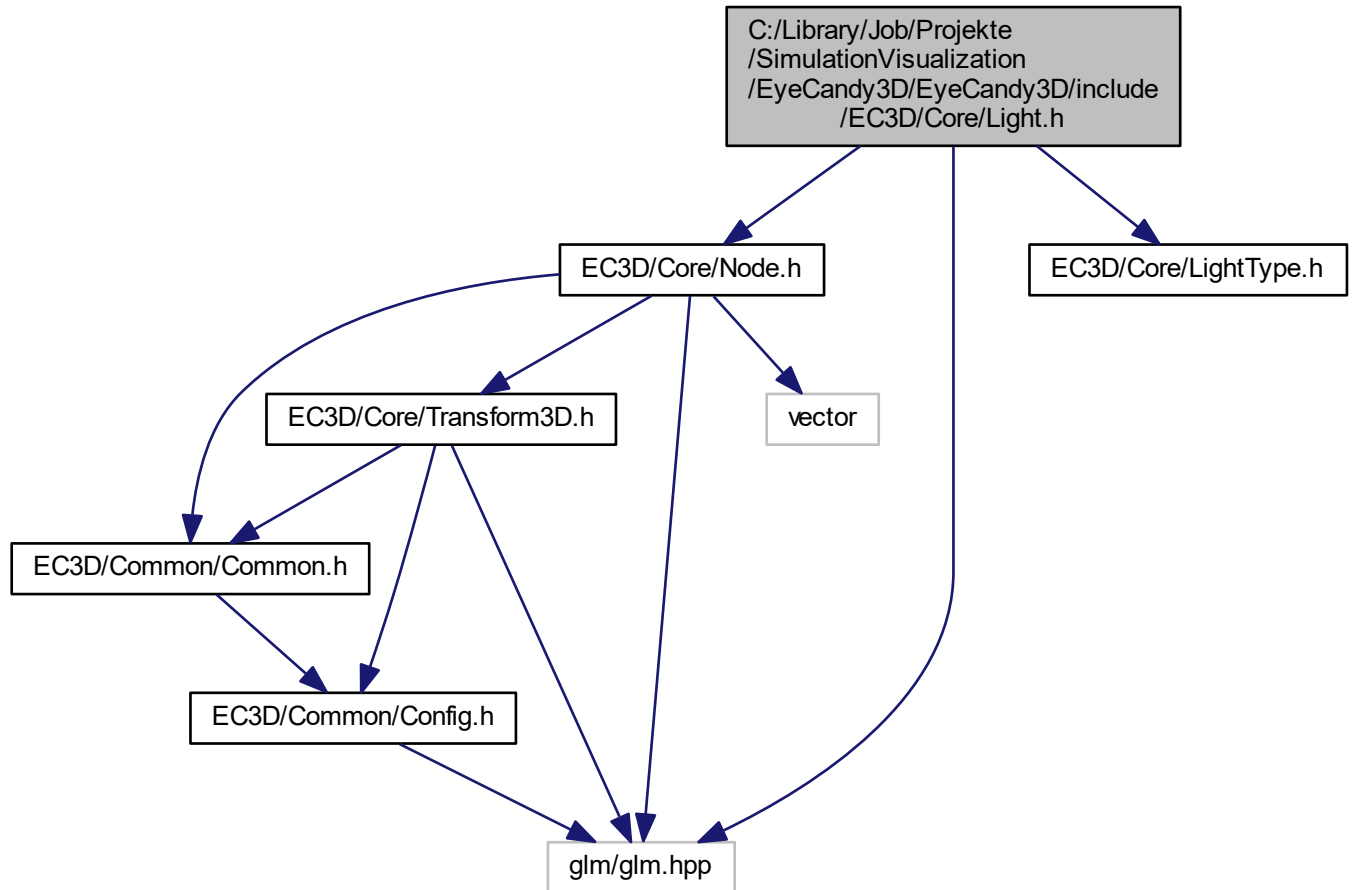 C:/Library/Job/Projekte
/SimulationVisualization
/EyeCandy3D/EyeCandy3D/include
/EC3D/Core/Light.h
EC3D/Core/Node.h
EC3D/Core/LightType.h
EC3D/Core/Transform3D.h
vector
EC3D/Common/Common.h
EC3D/Common/Config.h
glm/glm.hpp